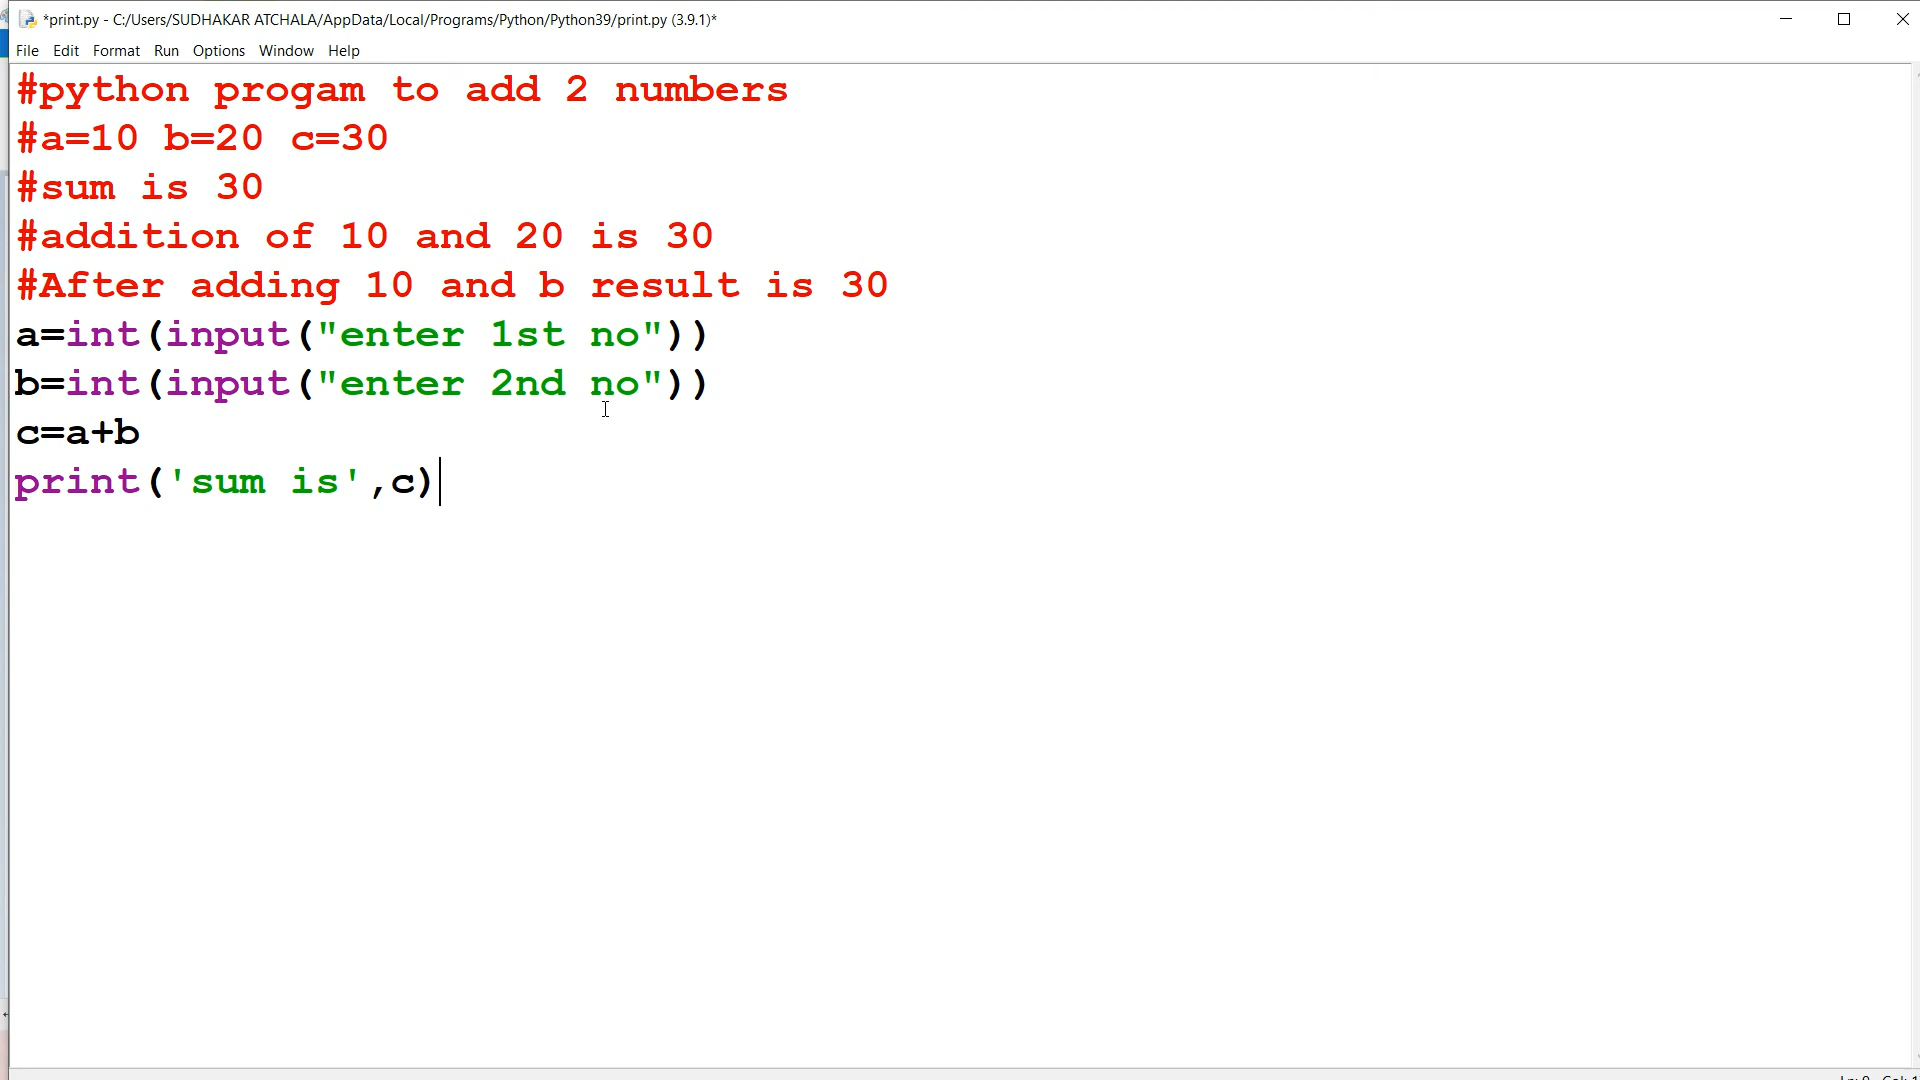 *print.py - C:/Users/SUDHAKAR ATCHALA/AppData/Local/Programs/Python/Python39/print.py (3.9.1)*
File Edit Format Run Options Window Help
#python progam to add 2 numbers
#a=10 b=20 c=30
#sum is 30
#addition of 10 and 20 is 30
#After adding 10 and b result is 30
a=int(input("enter 1st no"))
b=int(input("enter 2nd no"))
c=a+b
print('sum is',c)